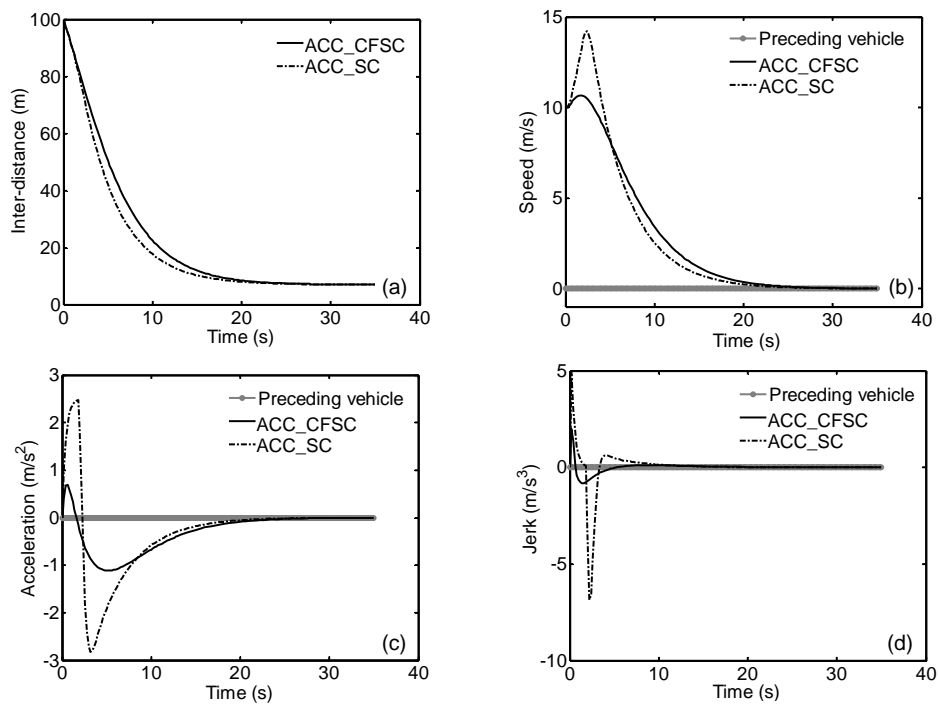 100
80
60
40
20
0
Inter-distance (m)
ACC_CFSC
ACC_SC
(a)
0 10 20 30 40
Time (s)
15
10
5
0
Speed (m/s)
Preceding vehicle
ACC_CFSC
ACC_SC
(b)
0 10 20 30 40
Time (s)
3
2
1
0
-1
-2
-3
Acceleration (m/s²)
Preceding vehicle
ACC_CFSC
ACC_SC
(c)
0 10 20 30 40
Time (s)
5
0
-5
-10
Jerk (m/s³)
Preceding vehicle
ACC_CFSC
ACC_SC
(d)
0 10 20 30 40
Time (s)